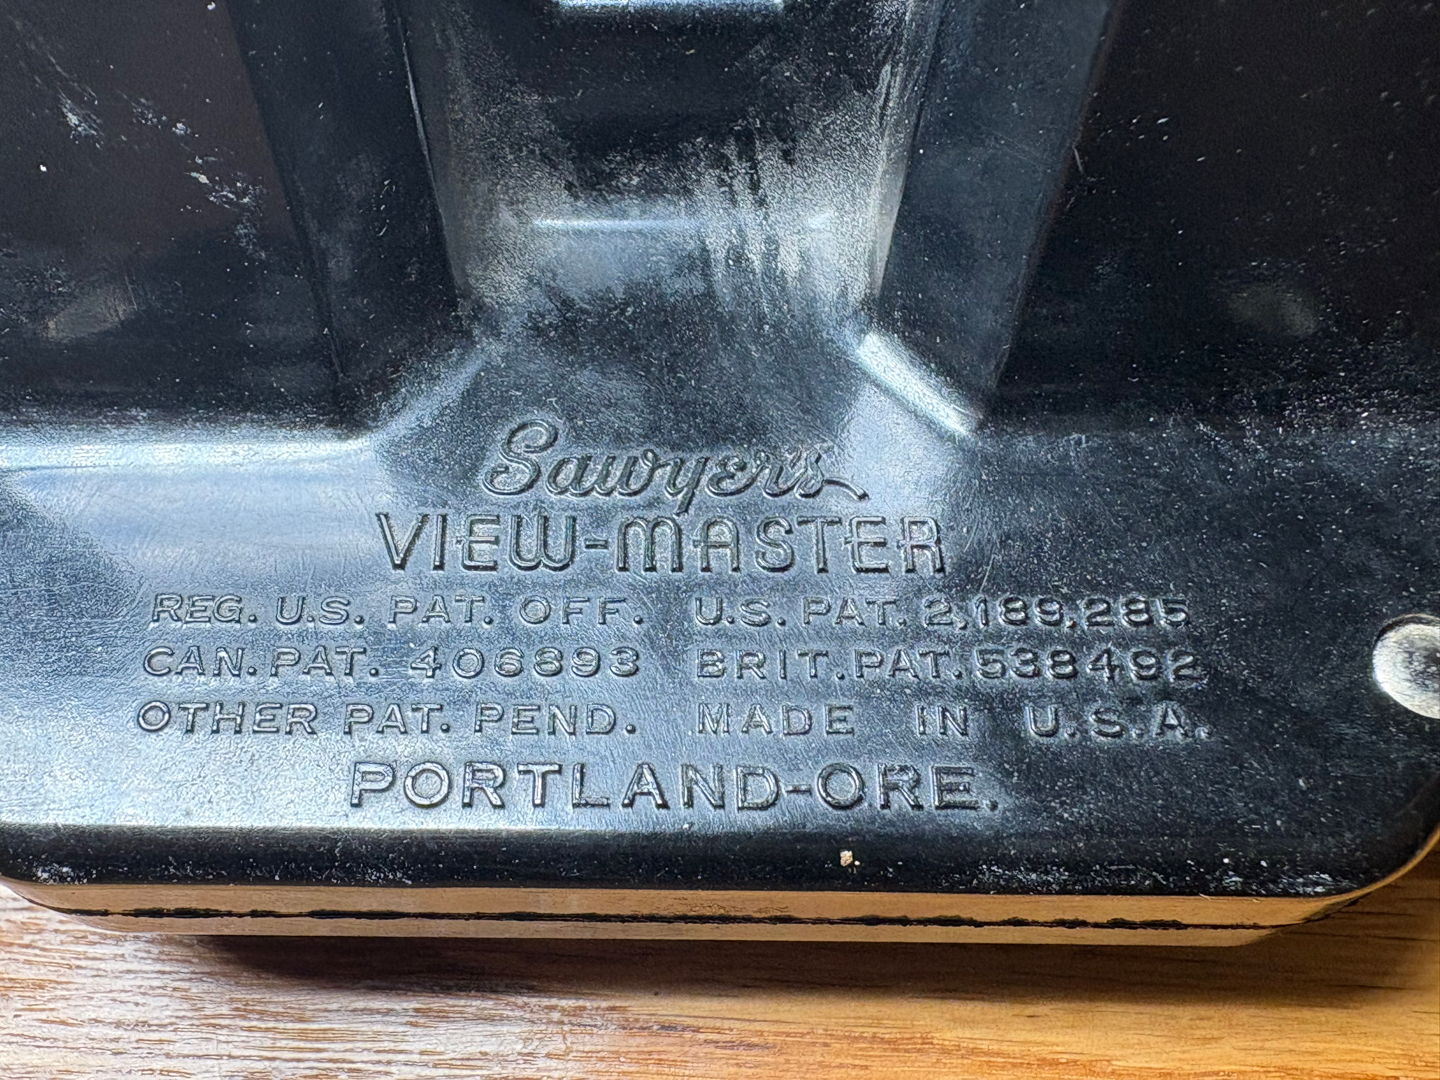 Sawyer's
VIEW-MASTER
REG. U.S. PAT. OFF. U.S. PAT. 2,189,285
CAN. PAT. 406893 BRIT. PAT. 538492
OTHER PAT. PEND. MADE IN U.S.A.
PORTLAND-ORE.